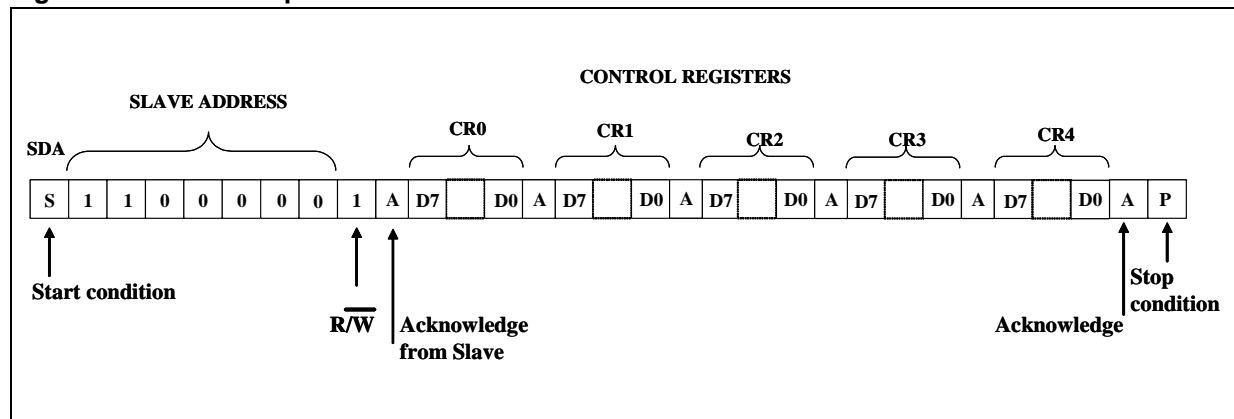 CONTROL REGISTERS
SLAVE ADDRESS
CR0 CR1 CR2 CR3 CR4
SDA
S 1 1 0 0 0 0 0 1 A D7 D0 A D7 D0 A D7 D0 A D7 D0 A D7 D0 A P
Start condition
R/W
Acknowledge
from Slave
Acknowledge
Stop
condition